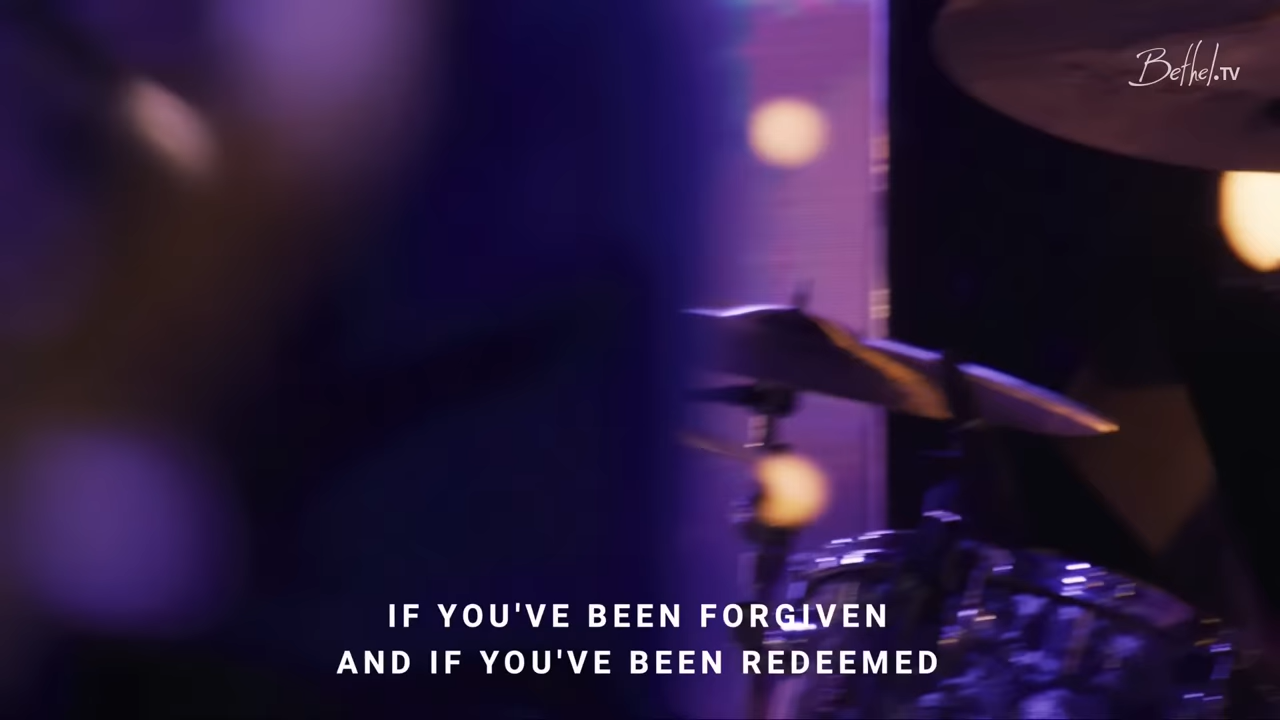 Bethel.TV
IF YOU'VE BEEN FORGIVEN
AND IF YOU'VE BEEN REDEEMED